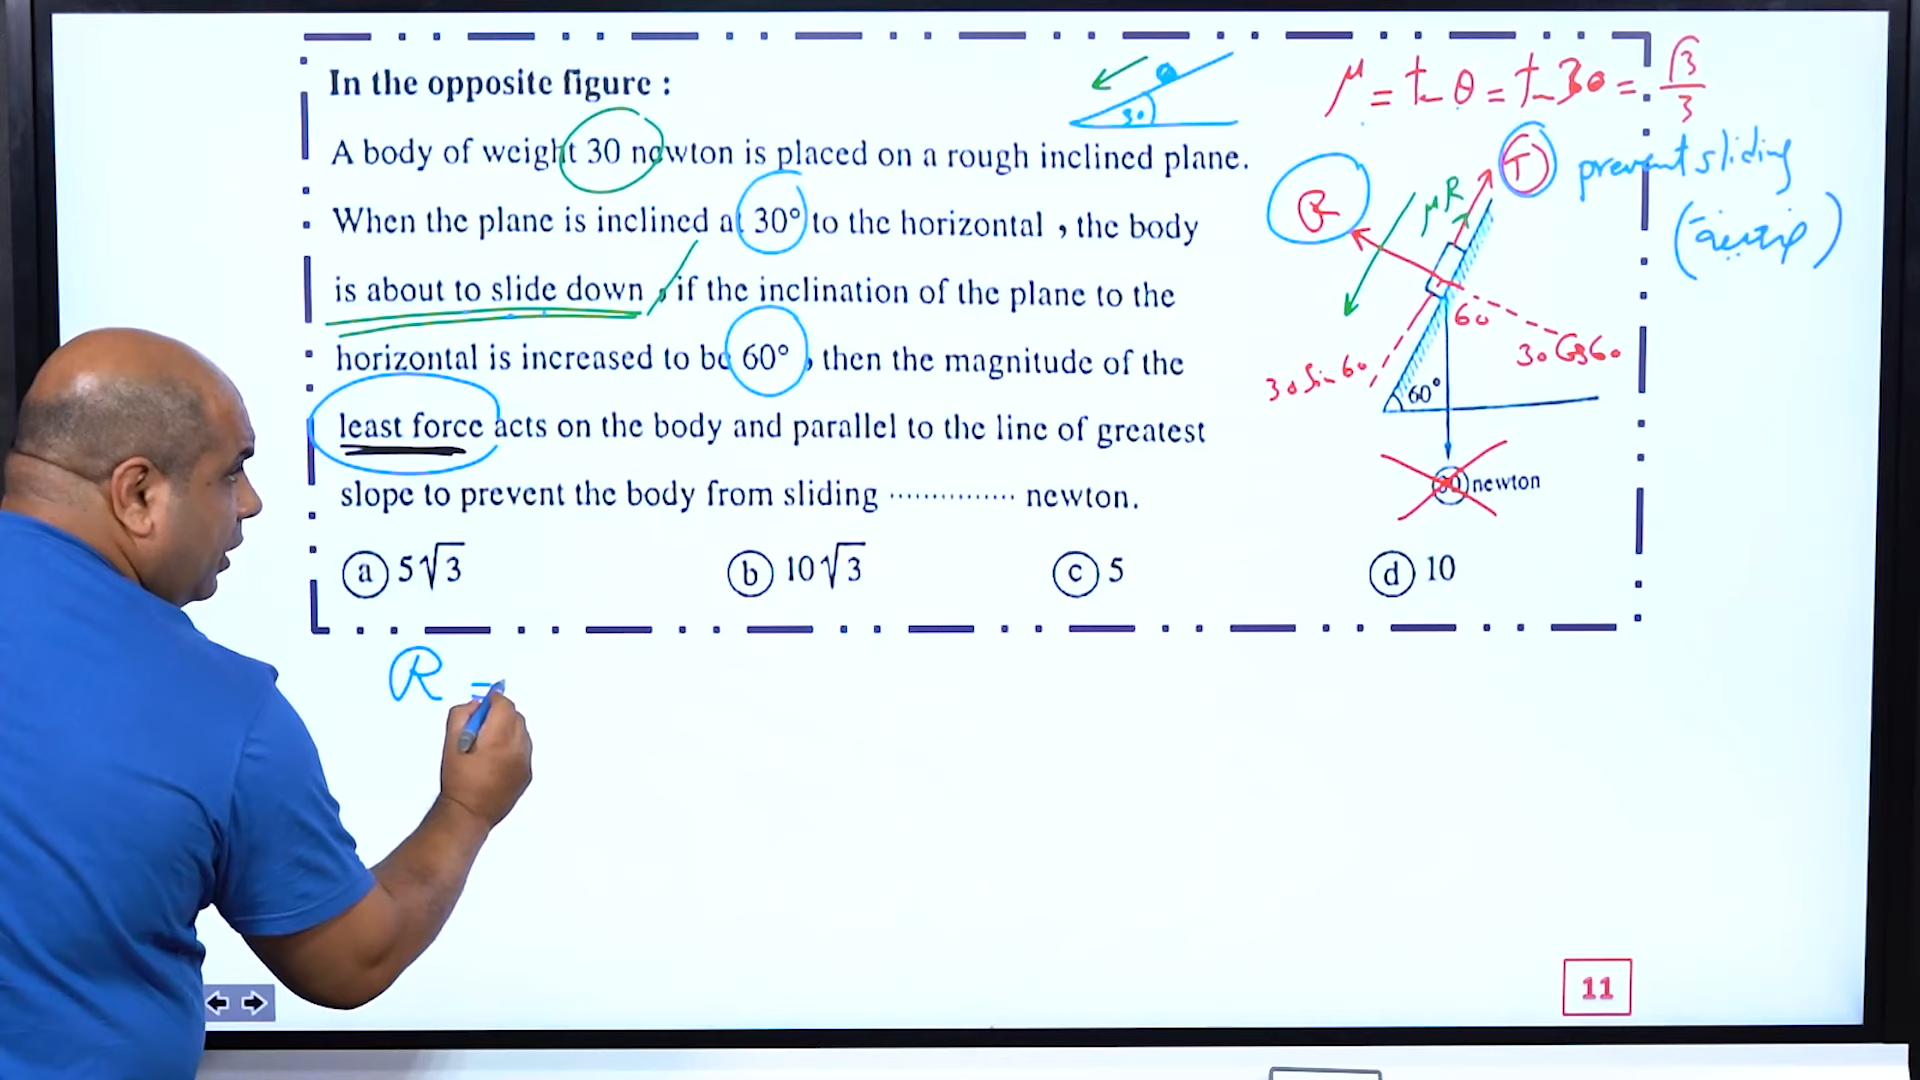 In the opposite figure :
A body of weight 30 newton is placed on a rough inclined plane.
When the plane is inclined at 30° to the horizontal , the body
is about to slide down , if the inclination of the plane to the
horizontal is increased to be 60° , then the magnitude of the
least force acts on the body and parallel to the line of greatest
slope to prevent the body from sliding ............... newton.
a 5√3
b 10√3
c 5
d 10
30
μ = tan θ = tan 30 = √3/3
T
prevent sliding
R
μR
60
30 Cos 60
30 Sin 60
60°
30 newton
R =
11